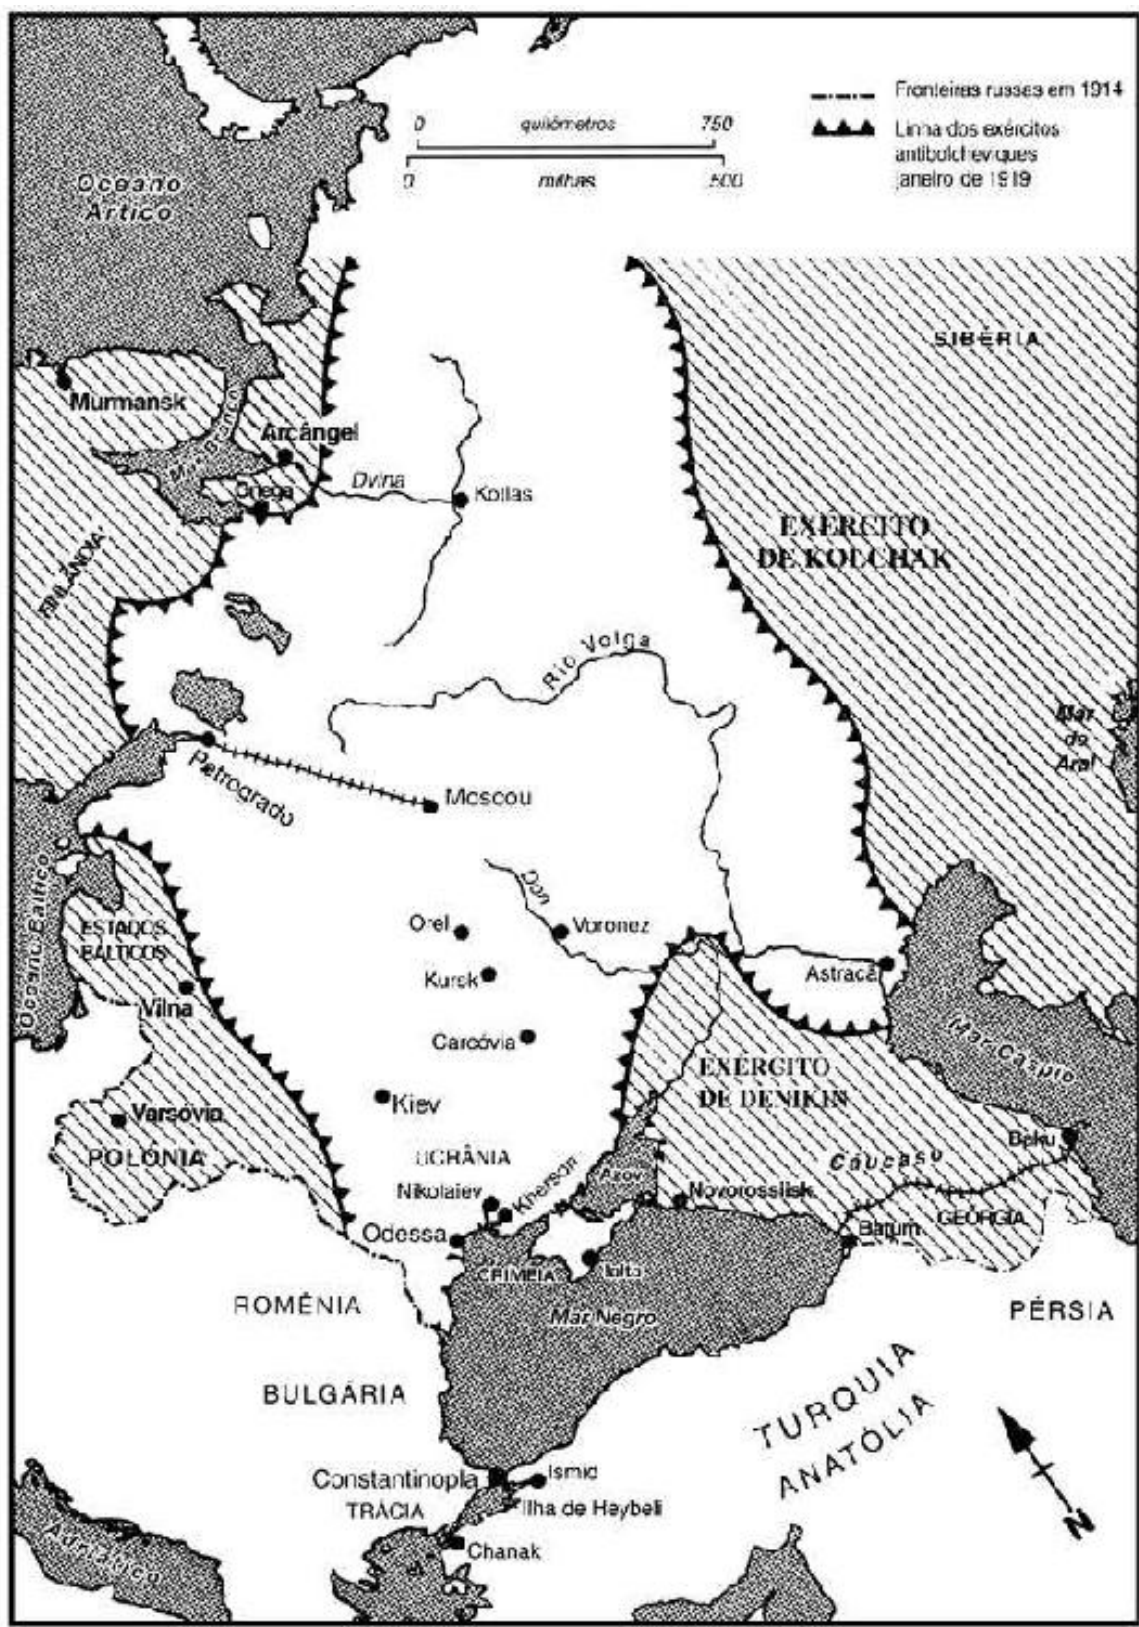 Fronteiras russas em 1914
0 quilômetros 750
0 milhas 500
Linha dos exércitos
antibolcheviques
janeiro de 1919
Oceano
Ártico
SIBÉRIA
Murmansk
Mar Branco
Arcângel
Onega
Dvina
Kotlas
EXÉRCITO
DE KOLCHAK
FINLÂNDIA
Rio Volga
Mar
de
Aral
Petrogrado
Moscou
Oceano Báltico
Don
ESTADOS
BÁLTICOS
Orel
Voronez
Kursk
Astracã
Vilna
Carcóvia
Mar Cáspio
EXÉRCITO
DE DENIKIN
Kiev
Varsóvia
POLÔNIA
UCRÂNIA
Baku
Cáucaso
Azov
Nikolaiev
Kherson
Novorossiisk
GEÓRGIA
Odessa
Batum
CRIMEIA
Ialta
ROMÊNIA
Mar Negro
PÉRSIA
BULGÁRIA
TURQUIA
ANATÓLIA
Constantinopla
Ismid
TRÁCIA
Ilha de Heybeli
N
Adriático
Chanak